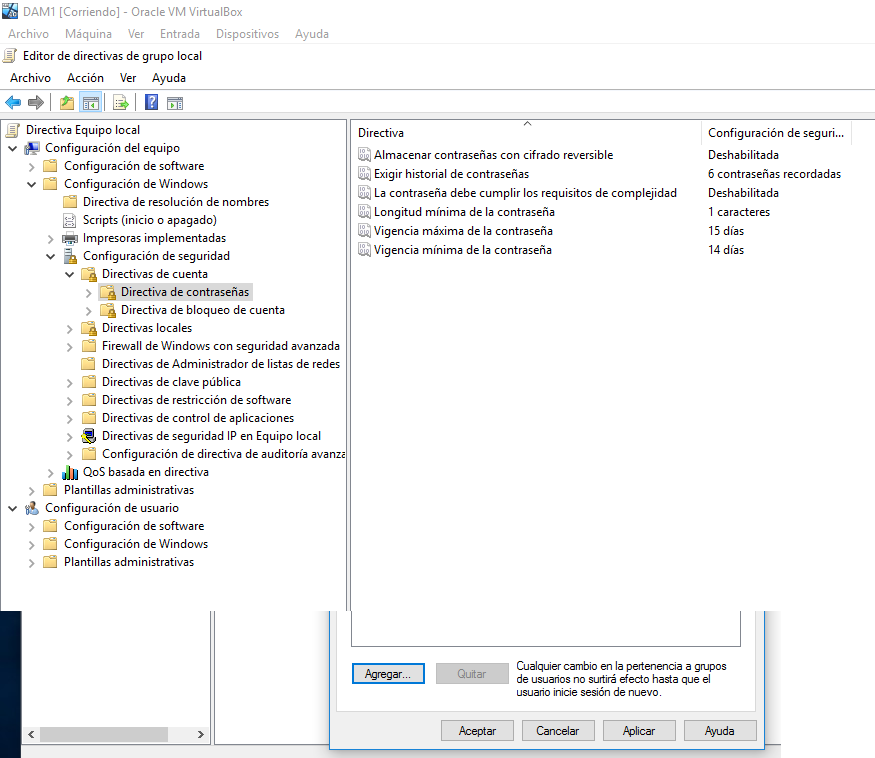 DAM1 [Corriendo] - Oracle VM VirtualBox
Archivo Máquina Ver Entrada Dispositivos Ayuda
Editor de directivas de grupo local
Archivo Acción Ver Ayuda
Directiva Equipo local
Configuración del equipo
Configuración de software
Configuración de Windows
Directiva de resolución de nombres
Scripts (inicio o apagado)
Impresoras implementadas
Configuración de seguridad
Directivas de cuenta
Directiva de contraseñas
Directiva de bloqueo de cuenta
Directivas locales
Firewall de Windows con seguridad avanzada
Directivas de Administrador de listas de redes
Directivas de clave pública
Directivas de restricción de software
Directivas de control de aplicaciones
Directivas de seguridad IP en Equipo local
Configuración de directiva de auditoría avanza
QoS basada en directiva
Plantillas administrativas
Configuración de usuario
Configuración de software
Configuración de Windows
Plantillas administrativas
Directiva Configuración de seguri...
Almacenar contraseñas con cifrado reversible Deshabilitada
Exigir historial de contraseñas 6 contraseñas recordadas
La contraseña debe cumplir los requisitos de complejidad Deshabilitada
Longitud mínima de la contraseña 1 caracteres
Vigencia máxima de la contraseña 15 días
Vigencia mínima de la contraseña 14 días
Agregar... Quitar
Cualquier cambio en la pertenencia a grupos
de usuarios no surtirá efecto hasta que el
usuario inicie sesión de nuevo.
Aceptar Cancelar Aplicar Ayuda